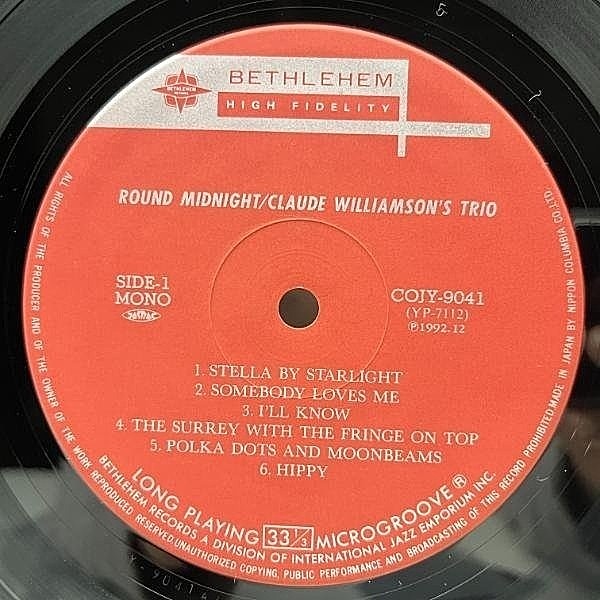 BETHLEHEM
BETHLEHEM
HIGH FIDELITY
ROUND MIDNIGHT/CLAUDE WILLIAMSON'S TRIO
SIDE-1
MONO
COJY-9041
(YP-7112)
℗1992·12
1. STELLA BY STARLIGHT
2. SOMEBODY LOVES ME
3. I'LL KNOW
4. THE SURREY WITH THE FRINGE ON TOP
5. POLKA DOTS AND MOONBEAMS
6. HIPPY
LONG PLAYING 33 1/3 MICROGROOVE®
BETHLEHEM RECORDS A DIVISION OF INTERNATIONAL JAZZ EMPORIUM INC.
ALL RIGHTS OF THE PRODUCER AND OF THE OWNER OF THE WORK REPRODUCED RESERVED. UNAUTHORIZED COPYING, PUBLIC PERFORMANCE AND BROADCASTING OF THIS RECORD PROHIBITED. MADE IN JAPAN BY NIPPON COLUMBIA CO., LTD.